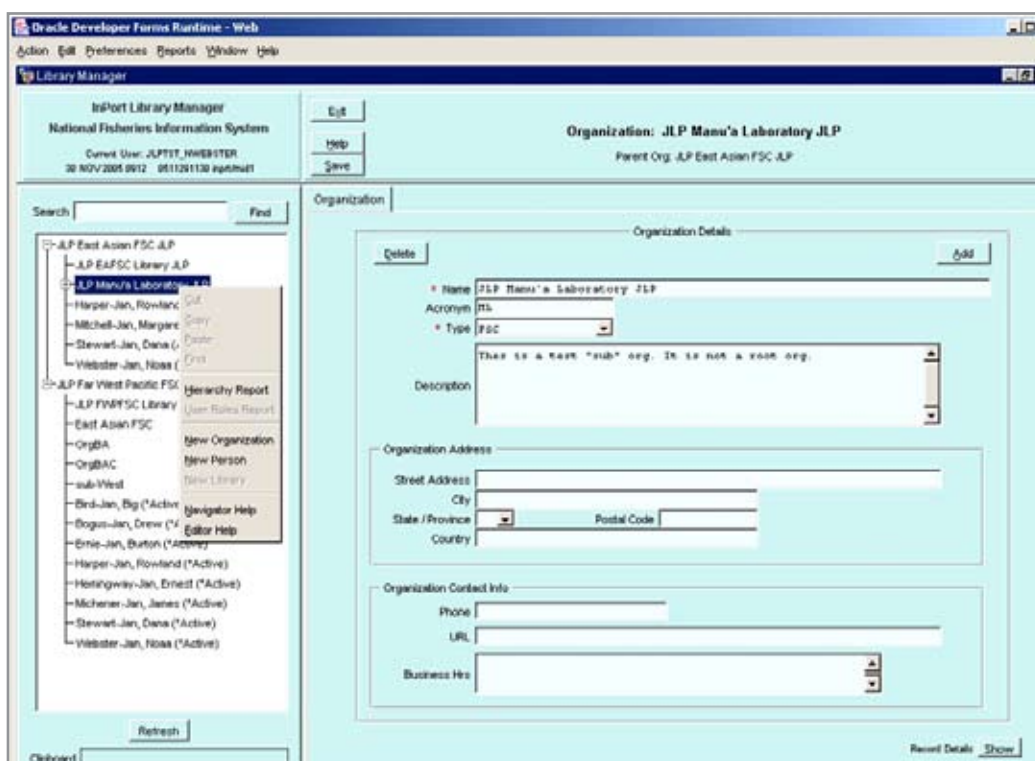 Oracle Developer Forms Runtime - Web
Action Edit Preferences Reports Window Help
Library Manager
InPort Library Manager
National Fisheries Information System
Current User: JLPTST_NWEBSTER
30 NOV 2005 0912
Exit
Help
Save
Organization: JLP Manu'a Laboratory JLP
Parent Org: JLP East Asian FSC JLP
Search
Find
JLP East Asian FSC JLP
JLP EAFSC Library JLP
JLP Manu'a Laboratory JLP
Harper-Jan, Rowland
Mitchell-Jan, Margare
Stewart-Jan, Dana (
Webster-Jan, Noaa (
JLP Far West Pacific FSC
JLP FWPFSC Library
East Asian FSC
OrgBA
OrgBAC
sub-West
Bird-Jan, Big (*Active
Bogus-Jan, Drew (*A
Ernie-Jan, Burton (*Active)
Harper-Jan, Rowland (*Active)
Hemingway-Jan, Ernest (*Active)
Michener-Jan, James (*Active)
Stewart-Jan, Dana (*Active)
Webster-Jan, Noaa (*Active)
Cut
Copy
Paste
Find
Hierarchy Report
User Roles Report
New Organization
New Person
New Library
Navigator Help
Editor Help
Refresh
Clipboard
Organization
Organization Details
Delete
Add
* Name JLP Manu'a Laboratory JLP
Acronym ML
* Type FSC
Description This is a test "sub" org. It is not a root org.
Organization Address
Street Address
City
State / Province Postal Code
Country
Organization Contact Info
Phone
URL
Business Hrs
Record Details Show